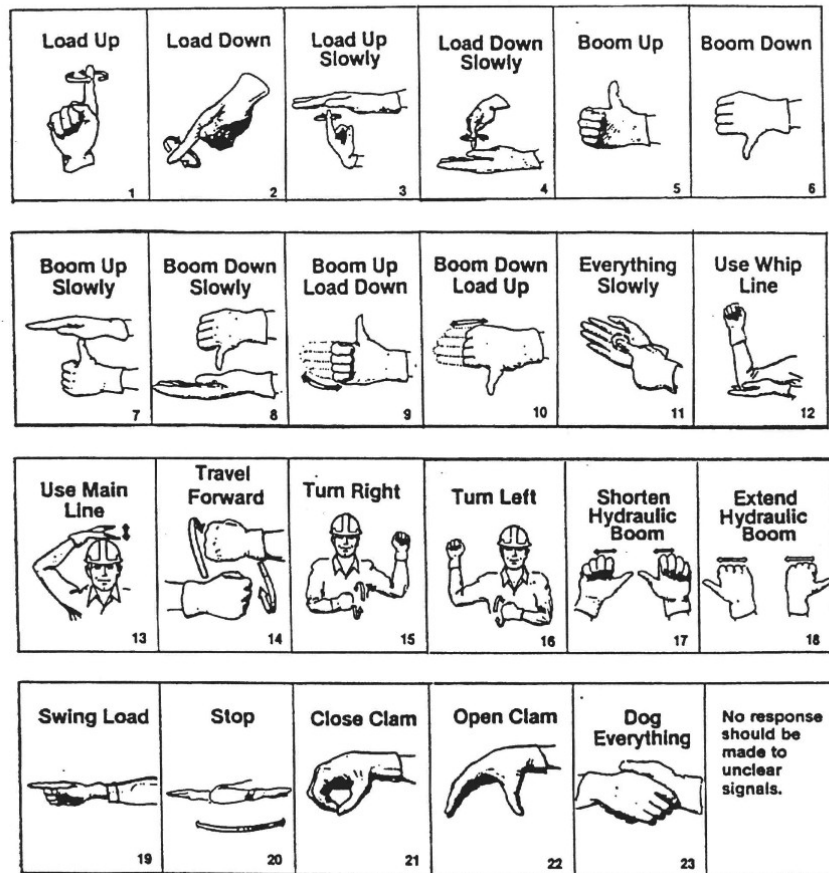 Load Up
1
Load Down
2
Load Up
Slowly
3
Load Down
Slowly
4
Boom Up
5
Boom Down
6
Boom Up
Slowly
7
Boom Down
Slowly
8
Boom Up
Load Down
9
Boom Down
Load Up
10
Everything
Slowly
11
Use Whip
Line
12
Use Main
Line
13
Travel
Forward
14
Turn Right
15
Turn Left
16
Shorten
Hydraulic
Boom
17
Extend
Hydraulic
Boom
18
Swing Load
19
Stop
20
Close Clam
21
Open Clam
22
Dog
Everything
23
No response
should be
made to
unclear
signals.